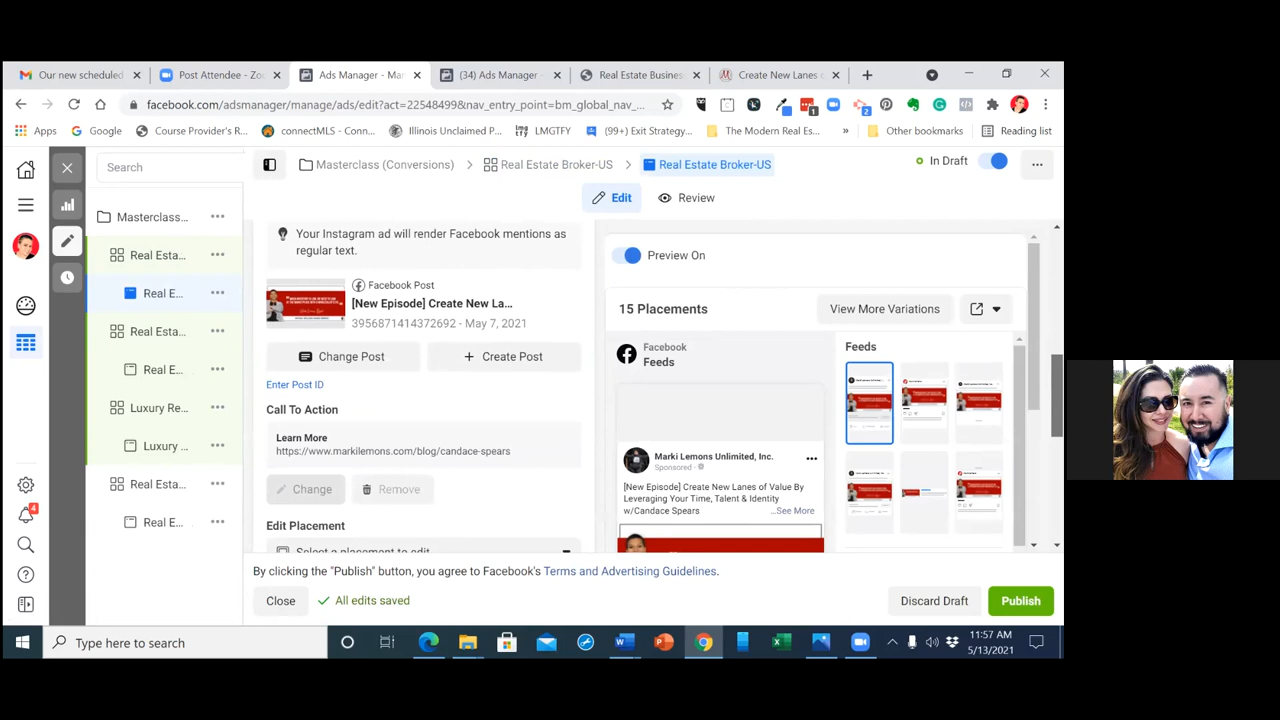 Our new scheduled
Post Attendee - Zoo
Ads Manager - Ma
(34) Ads Manager -
Real Estate Busines
Create New Lanes o
facebook.com/adsmanager/manage/ads/edit?act=22548499&nav_entry_point=bm_global_nav_...
Apps
Google
Course Provider's R...
connectMLS - Conn...
Illinois Unclaimed P...
LMGTFY
(99+) Exit Strategy...
The Modern Real Es...
»
Other bookmarks
Reading list
Search
Masterclass (Conversions)
Real Estate Broker-US
Real Estate Broker-US
In Draft
Edit
Review
Masterclass...
Real Esta...
Real E...
Real Esta...
Real E...
Luxury Re...
Luxury ...
Real Esta...
Real E...
4
Your Instagram ad will render Facebook mentions as
regular text.
Facebook Post
[New Episode] Create New La...
3956871414372692 - May 7, 2021
Change Post
Create Post
Enter Post ID
Call To Action
Learn More
https://www.markilemons.com/blog/candace-spears
Change
Remove
Edit Placement
Select a placement to edit
Preview On
15 Placements
View More Variations
Facebook
Feeds
Feeds
Marki Lemons Unlimited, Inc.
Sponsored ·
[New Episode] Create New Lanes of Value By
Leveraging Your Time, Talent & Identity
w/Candace Spears
...See More
By clicking the "Publish" button, you agree to Facebook's Terms and Advertising Guidelines.
Close
All edits saved
Discard Draft
Publish
Type here to search
11:57 AM
5/13/2021